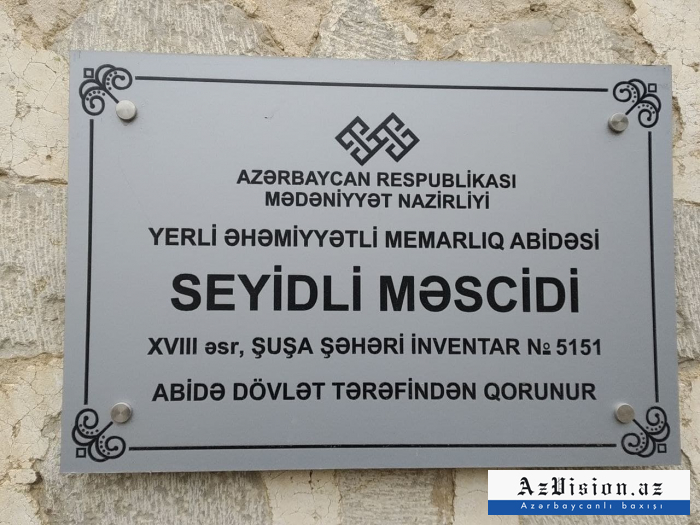 AZƏRBAYCAN RESPUBLİKASI
MƏDƏNİYYƏT NAZİRLİYİ
YERLİ ƏHƏMİYYƏTLİ MEMARLIQ ABİDƏSİ
SEYİDLİ MƏSCİDİ
XVIII əsr, ŞUŞA ŞƏHƏRİ İNVENTAR № 5151
ABİDƏ DÖVLƏT TƏRƏFİNDƏN QORUNUR
AzVision.az
Azərbaycanlı baxışı